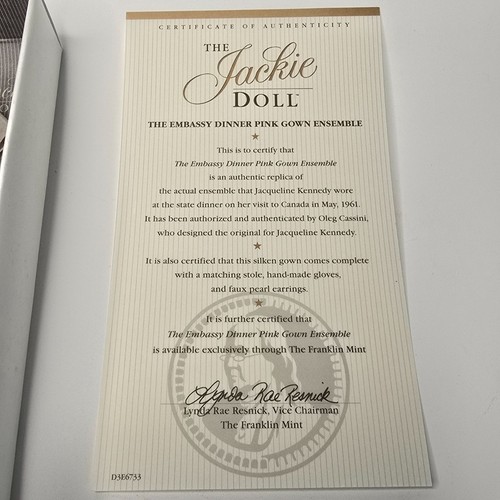 CERTIFICATE OF AUTHENTICITY
THE
Jackie
DOLL™
THE EMBASSY DINNER PINK GOWN ENSEMBLE
This is to certify that
The Embassy Dinner Pink Gown Ensemble
is an authentic replica of
the actual ensemble that Jacqueline Kennedy wore
at the state dinner on her visit to Canada in May, 1961.
It has been authorized and authenticated by Oleg Cassini,
who designed the original for Jacqueline Kennedy.
It is also certified that this silken gown comes complete
with a matching stole, hand-made gloves,
and faux pearl earrings.
It is further certified that
The Embassy Dinner Pink Gown Ensemble
is available exclusively through The Franklin Mint
Lynda Rae Resnick
Lynda Rae Resnick, Vice Chairman
The Franklin Mint
D3E6733